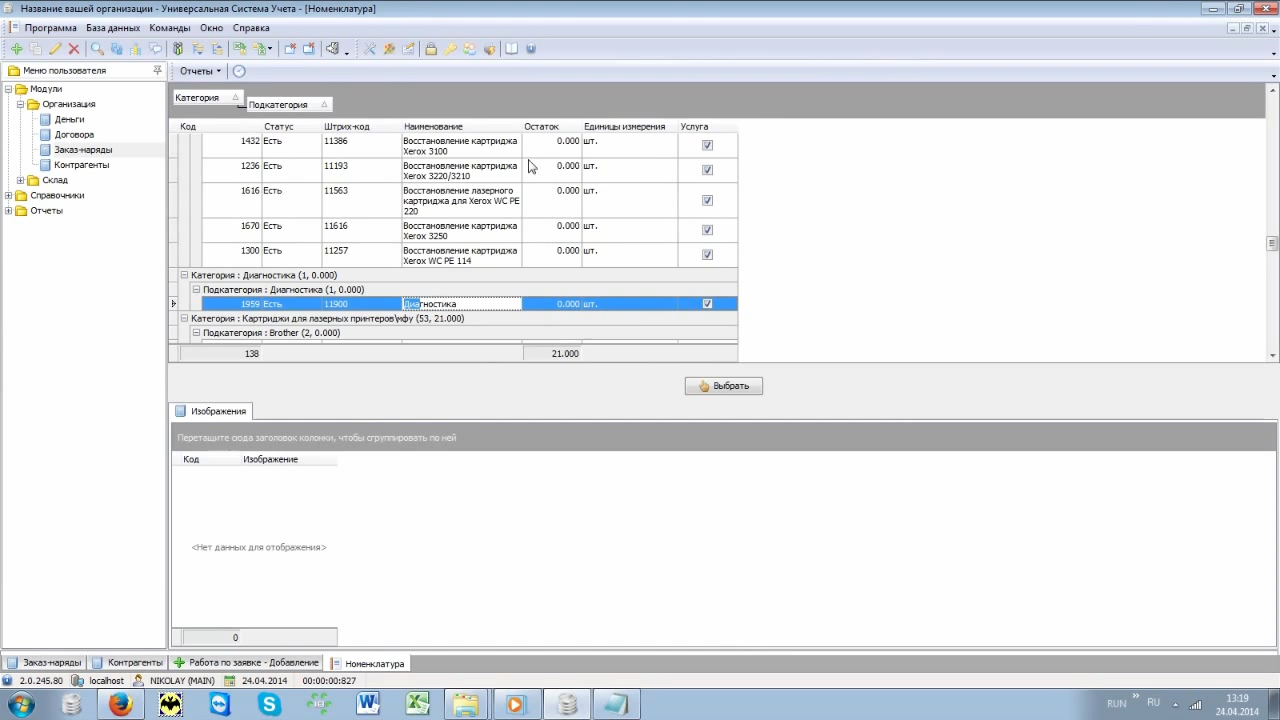 Название вашей организации - Универсальная Система Учета - [Номенклатура]
Программа База данных Команды Окно Справка
Меню пользователя
Отчеты
Модули
Организация
Деньги
Договора
Заказ-наряды
Контрагенты
Склад
Справочники
Отчеты
Категория
Подкатегория
Код Статус Штрих-код Наименование Остаток Единицы измерения Услуга
1432 Есть 11386 Восстановление картриджа 0.000 шт.
Xerox 3100
1236 Есть 11193 Восстановление картриджа 0.000 шт.
Xerox 3220/3210
1616 Есть 11563 Восстановление лазерного 0.000 шт.
картриджа для Xerox WC PE
220
1670 Есть 11616 Восстановление картриджа 0.000 шт.
Xerox 3250
1300 Есть 11257 Восстановление картриджа 0.000 шт.
Xerox WC PE 114
Категория : Диагностика (1, 0.000)
Подкатегория : Диагностика (1, 0.000)
1959 Есть 11900 Диагностика 0.000 шт.
Категория : Картриджи для лазерных принтеров\мфу (53, 21.000)
Подкатегория : Brother (2, 0.000)
138 21.000
Выбрать
Изображения
Перетащите сюда заголовок колонки, чтобы сгруппировать по ней
Код Изображение
<Нет данных для отображения>
0
Заказ-наряды Контрагенты Работа по заявке - Добавление Номенклатура
2.0.245.80 localhost NIKOLAY (MAIN) 24.04.2014 00:00:00:827
RUN RU 13:19
24.04.2014